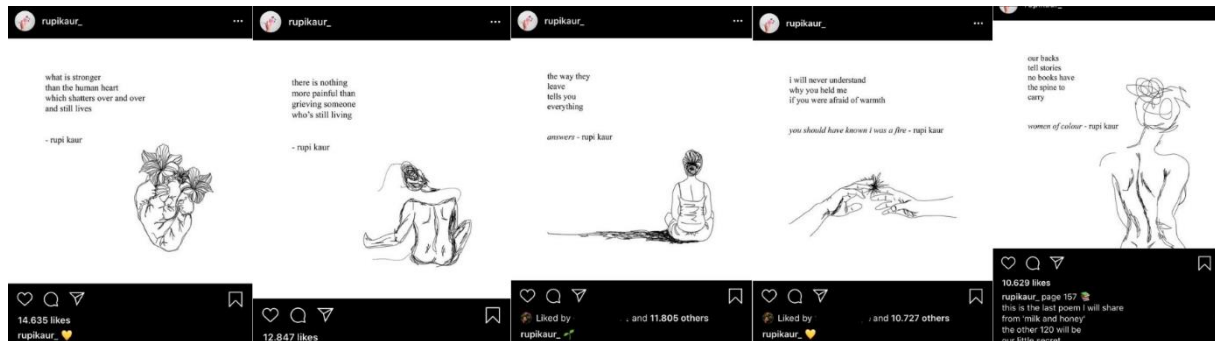 rupikaur_
what is stronger
than the human heart
which shatters over and over
and still lives
- rupi kaur
14.635 likes
rupikaur_
rupikaur_
there is nothing
more painful than
grieving someone
who's still living
- rupi kaur
12.847 likes
rupikaur_
the way they
leave
tells you
everything
answers - rupi kaur
Liked by and 11.805 others
rupikaur_
rupikaur_
i will never understand
why you held me
if you were afraid of warmth
you should have known i was a fire - rupi kaur
Liked by and 10.727 others
rupikaur_
our backs
tell stories
no books have
the spine to
carry
women of colour - rupi kaur
10.629 likes
rupikaur_ page 157
this is the last poem I will share
from 'milk and honey'
the other 120 will be
our little secret